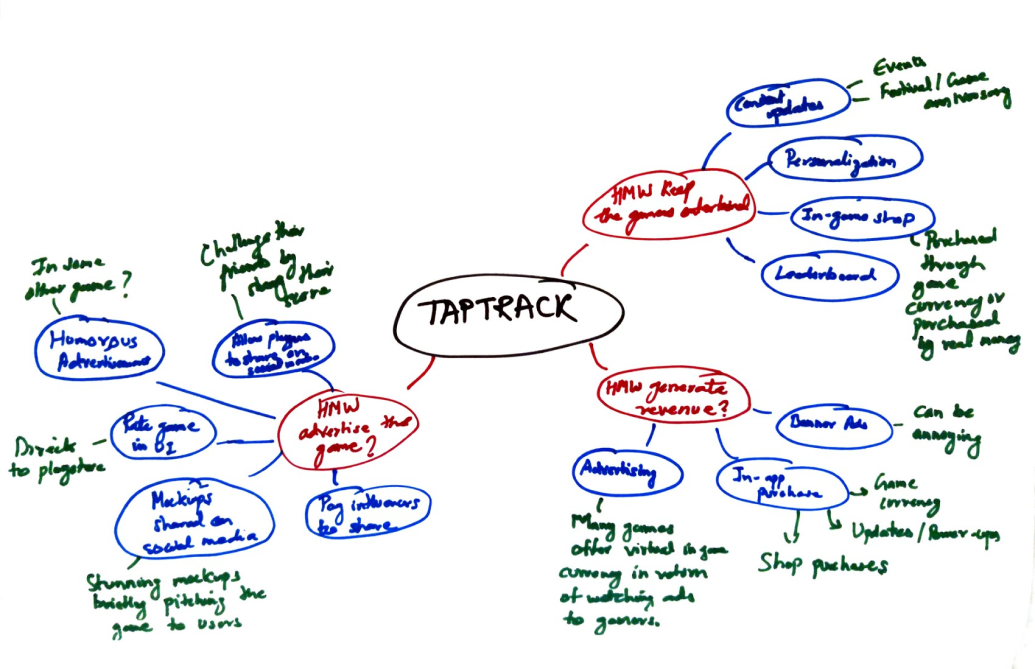 TAPTRACK
HMW keep
the gamers entertained
Content
updates
Events
Festival / Game
anniversary
Personalization
In-game shop
Purchased
through
game
currency or
purchased
by real money
Leaderboard
HMW generate
revenue?
Banner Ads
can be
annoying
In-app
purchase
Game
currency
Updates / Power-ups
Shop purchases
Advertising
Many games
offer virtual in game
currency in return
of watching ads
to gamers.
HMW
advertise this
game?
Allow players
to share on
social media
Challenge their
friends by
sharing their
score
Homorous
Advertisement
In some
other game?
Rate game
in UI
Directs
to playstore
Mockups
shared on
social media
Stunning mockups
briefly pitching the
game to users
Pay influencers
to share